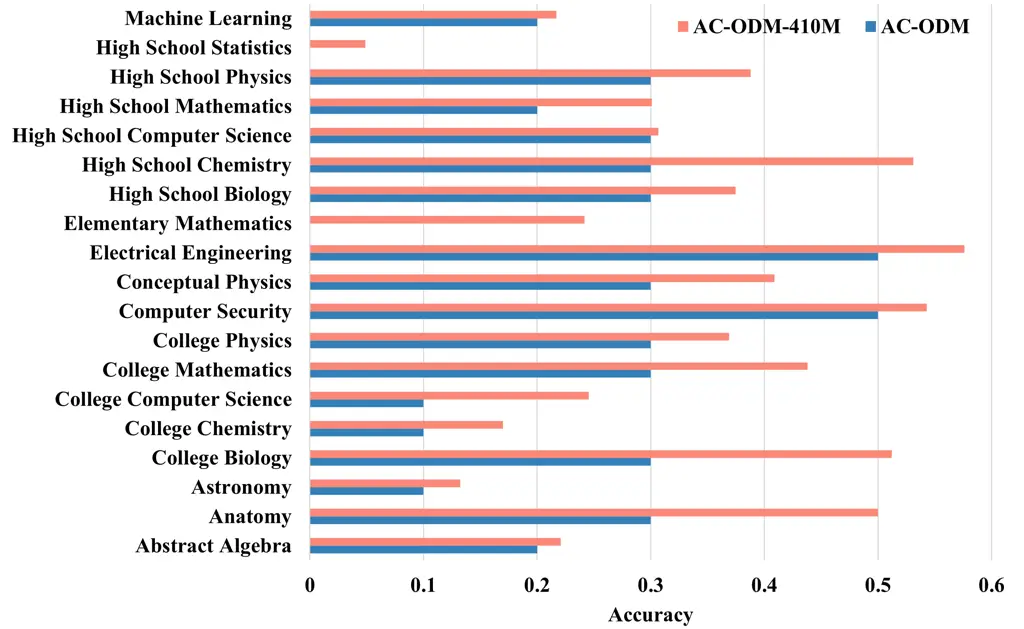 AC-ODM-410M AC-ODM
Machine Learning
High School Statistics
High School Physics
High School Mathematics
High School Computer Science
High School Chemistry
High School Biology
Elementary Mathematics
Electrical Engineering
Conceptual Physics
Computer Security
College Physics
College Mathematics
College Computer Science
College Chemistry
College Biology
Astronomy
Anatomy
Abstract Algebra
0 0.1 0.2 0.3 0.4 0.5 0.6
Accuracy